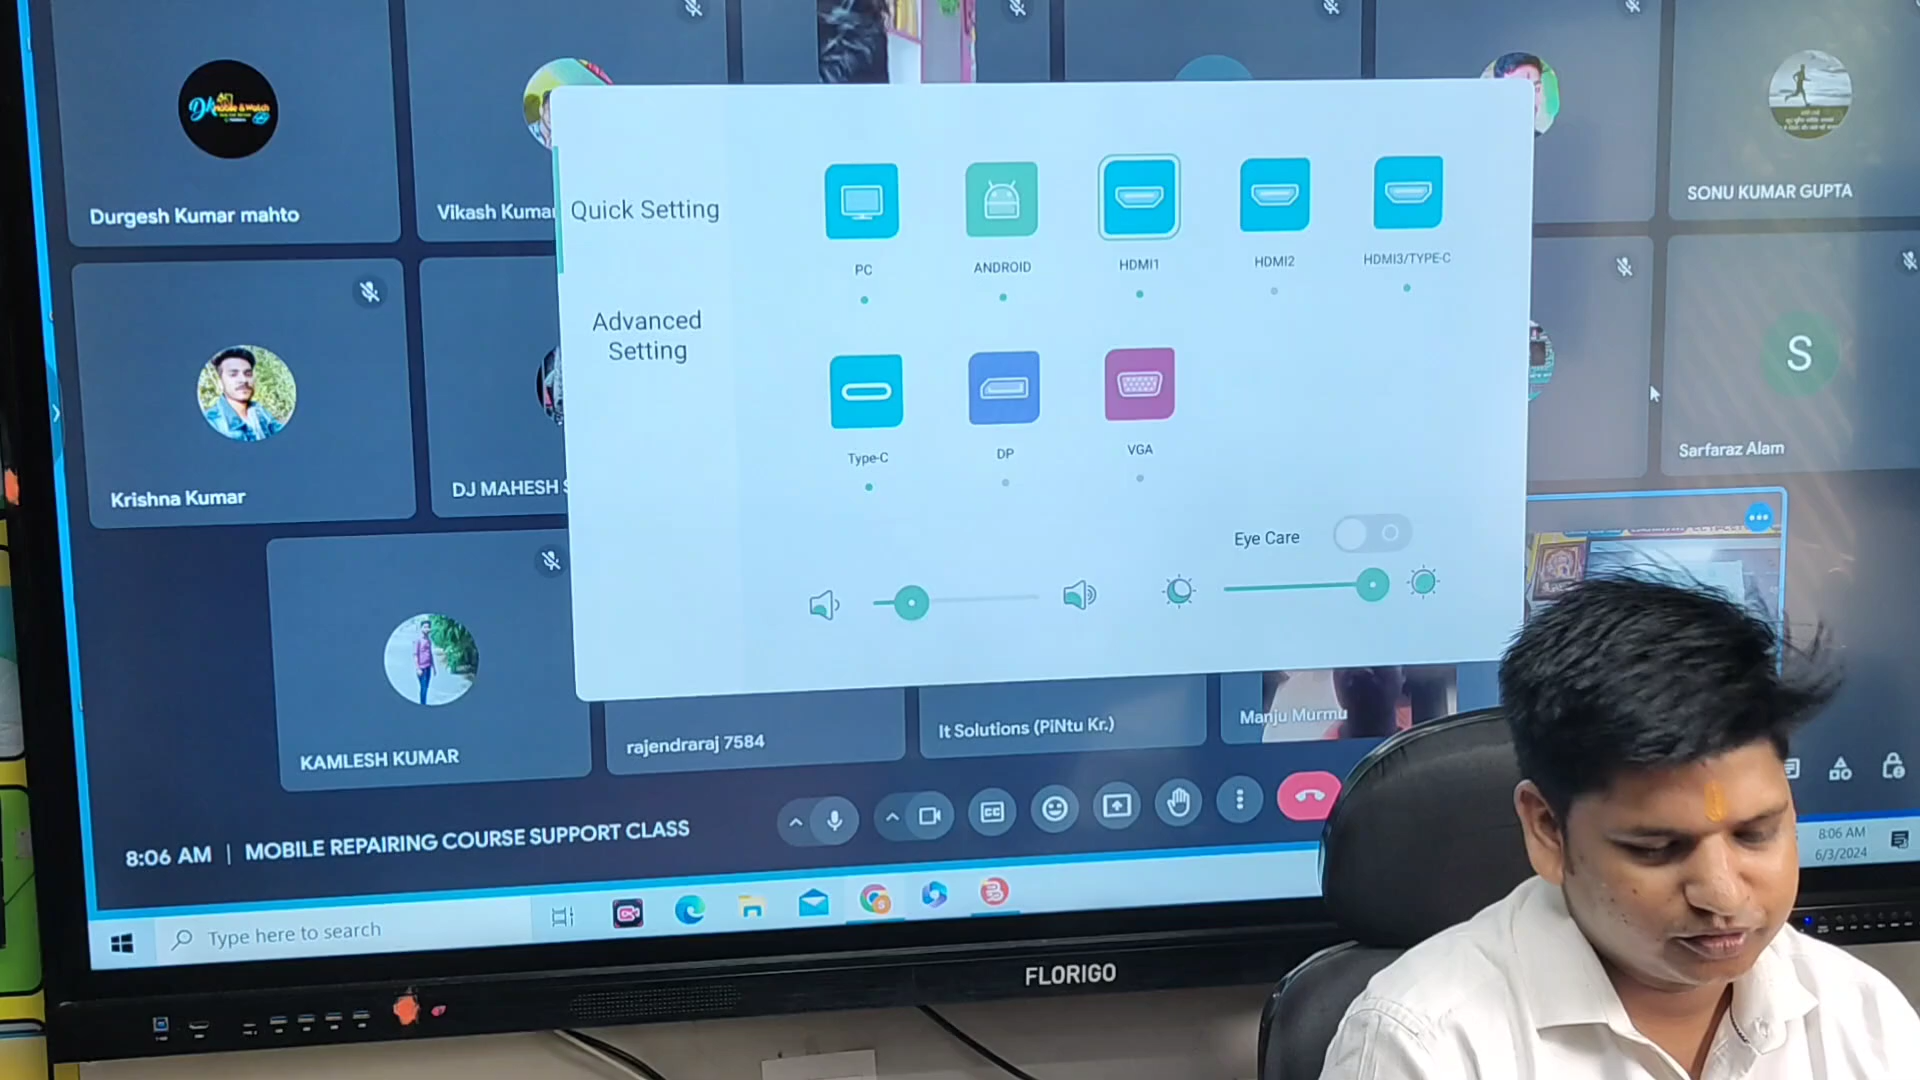 Durgesh Kumar mahto
Vikash Kumar
SONU KUMAR GUPTA
Quick Setting
Advanced
Setting
PC
ANDROID
HDMI1
HDMI2
HDMI3/TYPE-C
Type-C
DP
VGA
Eye Care
Krishna Kumar
DJ MAHESH
S
Sarfaraz Alam
KAMLESH KUMAR
rajendraraj 7584
It Solutions (PiNtu Kr.)
Manju Murmu
8:06 AM | MOBILE REPAIRING COURSE SUPPORT CLASS
CC
8:06 AM
6/3/2024
Type here to search
FLORIGO